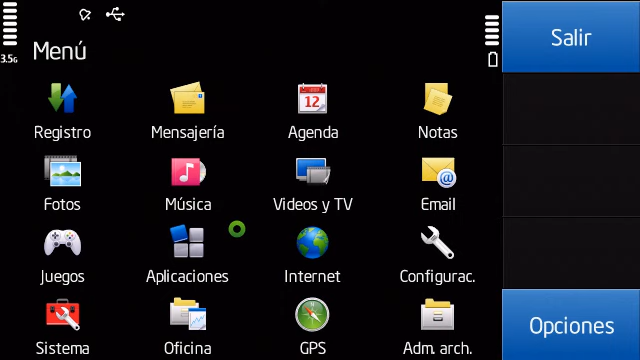 3.5G
Menú
Salir
Registro
Mensajería
12
Agenda
Notas
Fotos
Música
Videos y TV
@
Email
Juegos
Aplicaciones
Internet
Configurac.
Sistema
Oficina
GPS
Adm. arch.
Opciones